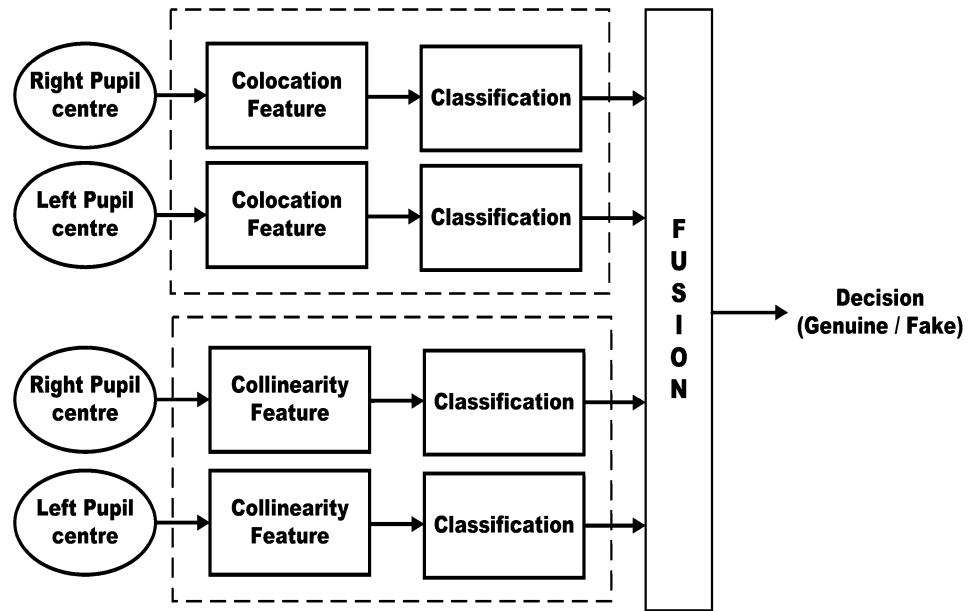 Right Pupil
centre
Colocation
Feature
Classification
Left Pupil
centre
Colocation
Feature
Classification
Right Pupil
centre
Collinearity
Feature
Classification
Left Pupil
centre
Collinearity
Feature
Classification
F
U
S
I
O
N
Decision
(Genuine / Fake)